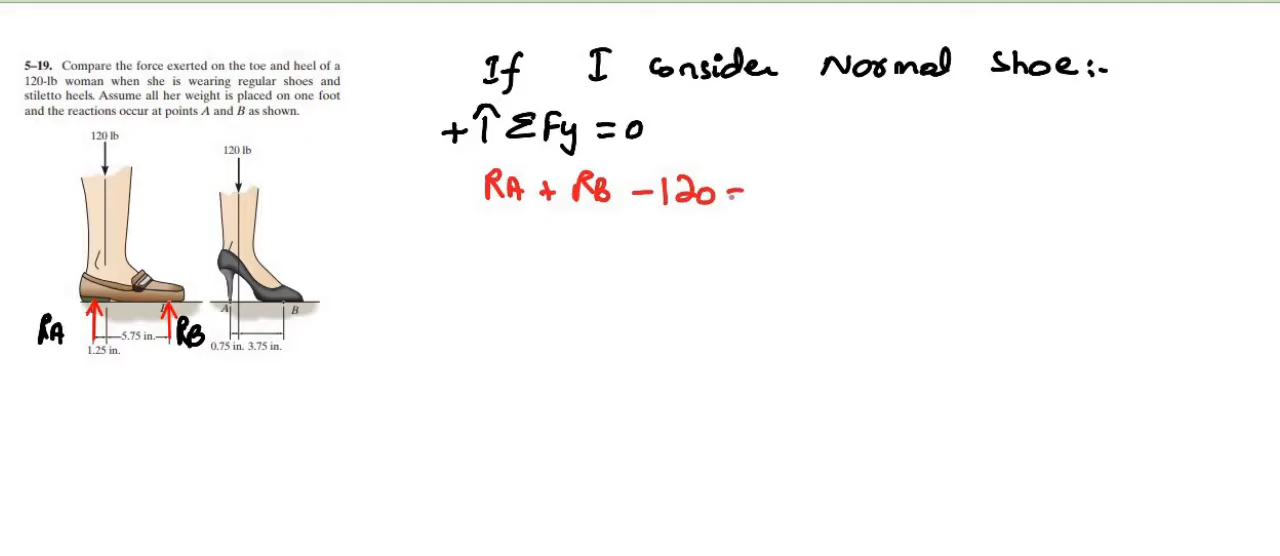 5–19. Compare the force exerted on the toe and heel of a
120-lb woman when she is wearing regular shoes and
stiletto heels. Assume all her weight is placed on one foot
and the reactions occur at points A and B as shown.
120 lb
120 lb
RA
RB
5.75 in.
1.25 in.
A
B
0.75 in. 3.75 in.
If I consider Normal shoe:-
+↑ΣFy = 0
RA + RB -120 =